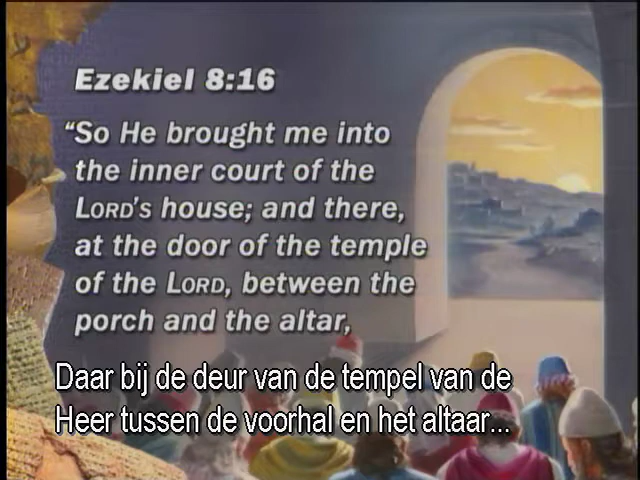 Ezekiel 8:16
“So He brought me into
the inner court of the
LORD’S house; and there,
at the door of the temple
of the LORD, between the
porch and the altar,
Daar bij de deur van de tempel van de
Heer tussen de voorhal en het altaar...